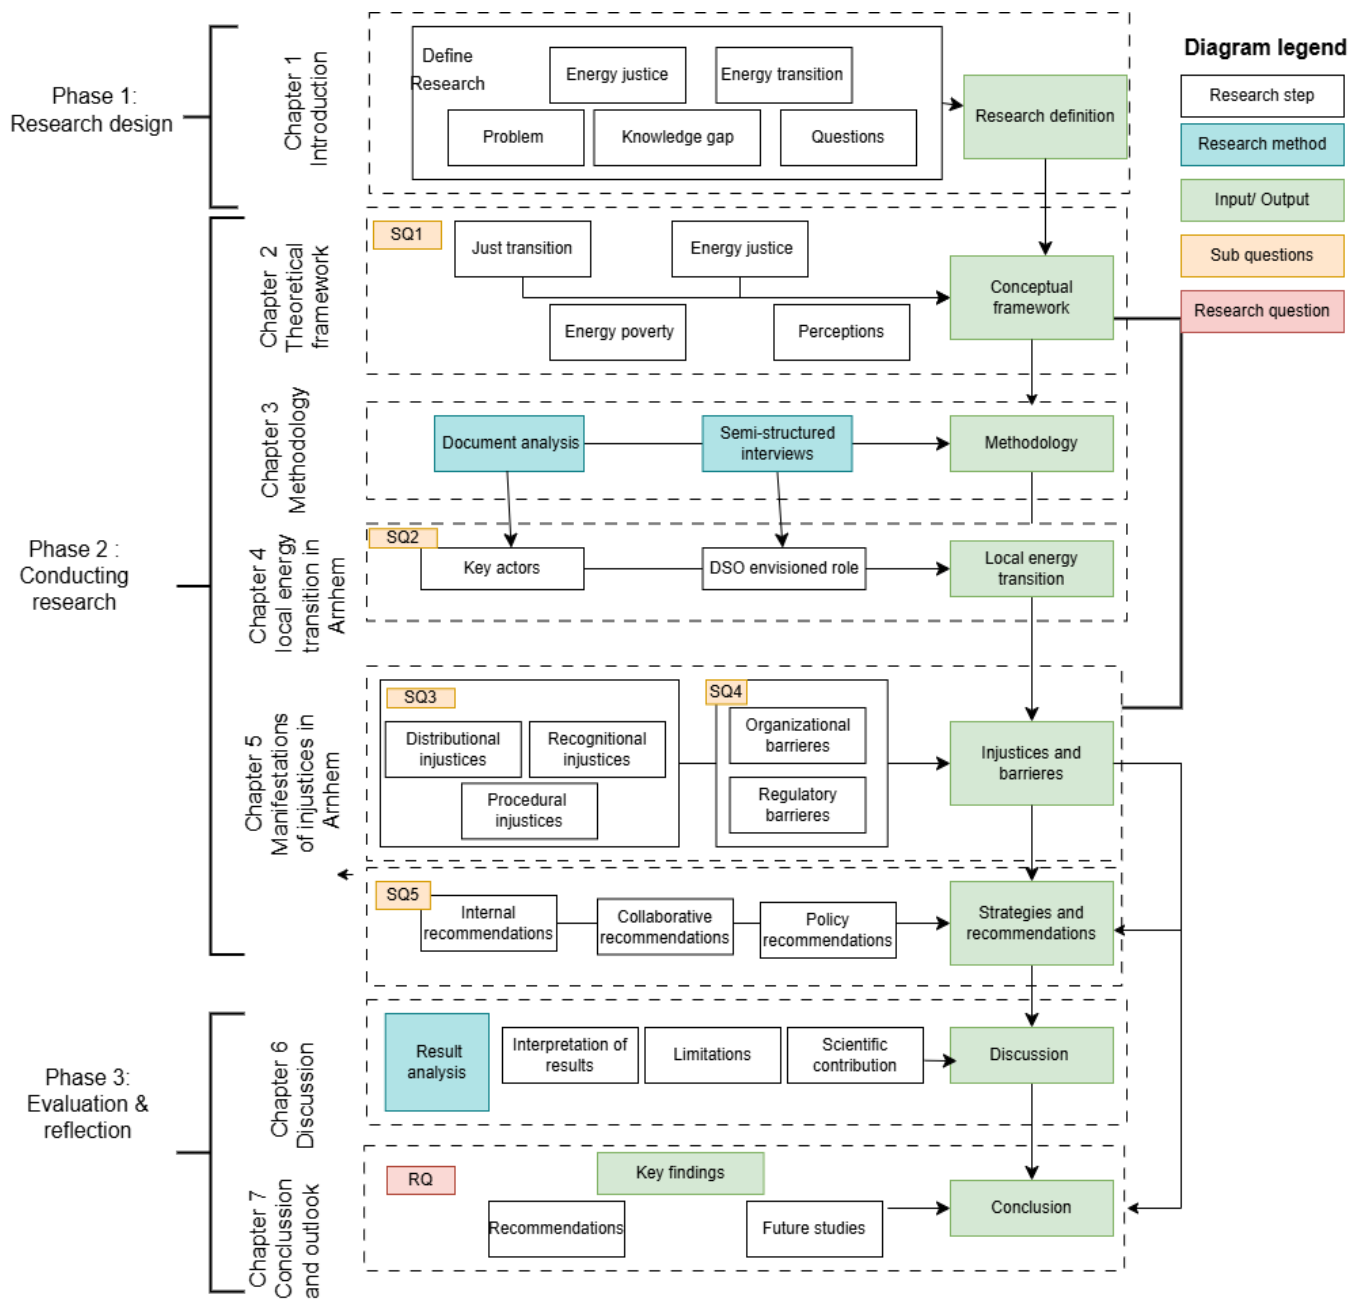 Diagram legend
Research step
Research method
Input/ Output
Sub questions
Research question
Phase 1:
Research design
Chapter 1
Introduction
Define
Research
Energy justice
Energy transition
Problem
Knowledge gap
Questions
Research definition
Phase 2 :
Conducting
research
Chapter 2
Theoretical
framework
SQ1
Just transition
Energy justice
Energy poverty
Perceptions
Conceptual
framework
Chapter 3
Methodology
Document analysis
Semi-structured
interviews
Methodology
Chapter 4
local energy
transition in
Arnhem
SQ2
Key actors
DSO envisioned role
Local energy
transition
Chapter 5
Manifestations
of injustices in
Arnhem
SQ3
Distributional
injustices
Recognitional
injustices
Procedural
injustices
SQ4
Organizational
barrieres
Regulatory
barrieres
Injustices and
barrieres
SQ5
Internal
recommendations
Collaborative
recommendations
Policy
recommendations
Strategies and
recommendations
Phase 3:
Evaluation &
reflection
Chapter 6
Discussion
Result
analysis
Interpretation of
results
Limitations
Scientific
contribution
Discussion
Chapter 7
Conclussion
and outlook
RQ
Key findings
Recommendations
Future studies
Conclusion